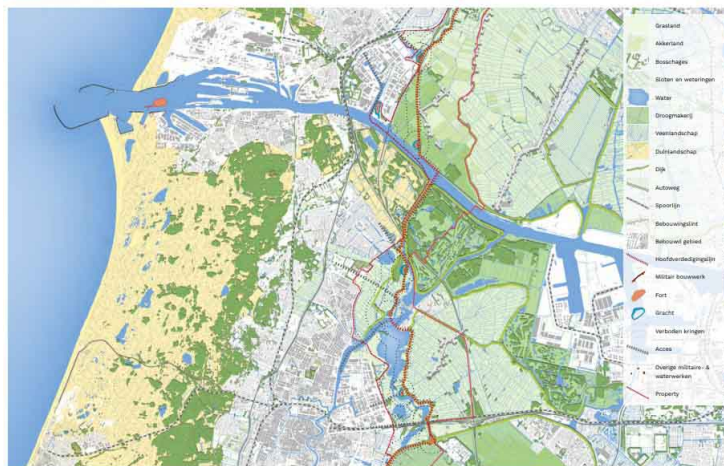 Grasland
Akkerland
Bosschages
Sloten en weteringen
Water
Droogmakerij
Veenlandschap
Duinlandschap
Dijk
Autoweg
Spoorlijn
Bebouwingslint
Bebouwd gebied
Hoofdverdedigingslijn
Militair bouwwerk
Fort
Gracht
Verboden kringen
Acces
Overige militaire- &
waterwerken
Property